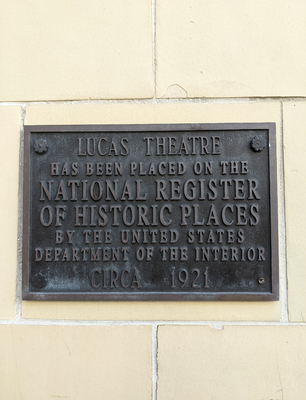 LUCAS THEATRE
HAS BEEN PLACED ON THE
NATIONAL REGISTER
OF HISTORIC PLACES
BY THE UNITED STATES
DEPARTMENT OF THE INTERIOR
CIRCA 1921